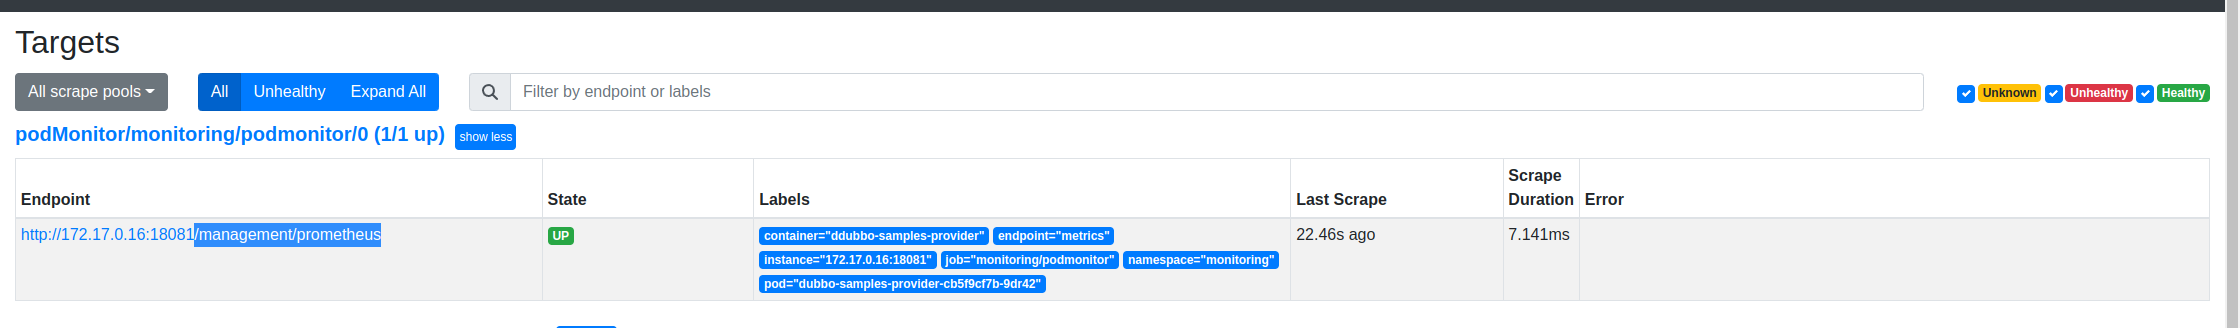 Targets
All scrape pools All Unhealthy Expand All Filter by endpoint or labels Unknown Unhealthy Healthy
podMonitor/monitoring/podmonitor/0 (1/1 up) show less
Endpoint State Labels Last Scrape Scrape Duration Error
http://172.17.0.16:18081/management/prometheus UP container="ddubbo-samples-provider" endpoint="metrics" 22.46s ago 7.141ms
instance="172.17.0.16:18081" job="monitoring/podmonitor" namespace="monitoring"
pod="dubbo-samples-provider-cb5f9cf7b-9dr42"